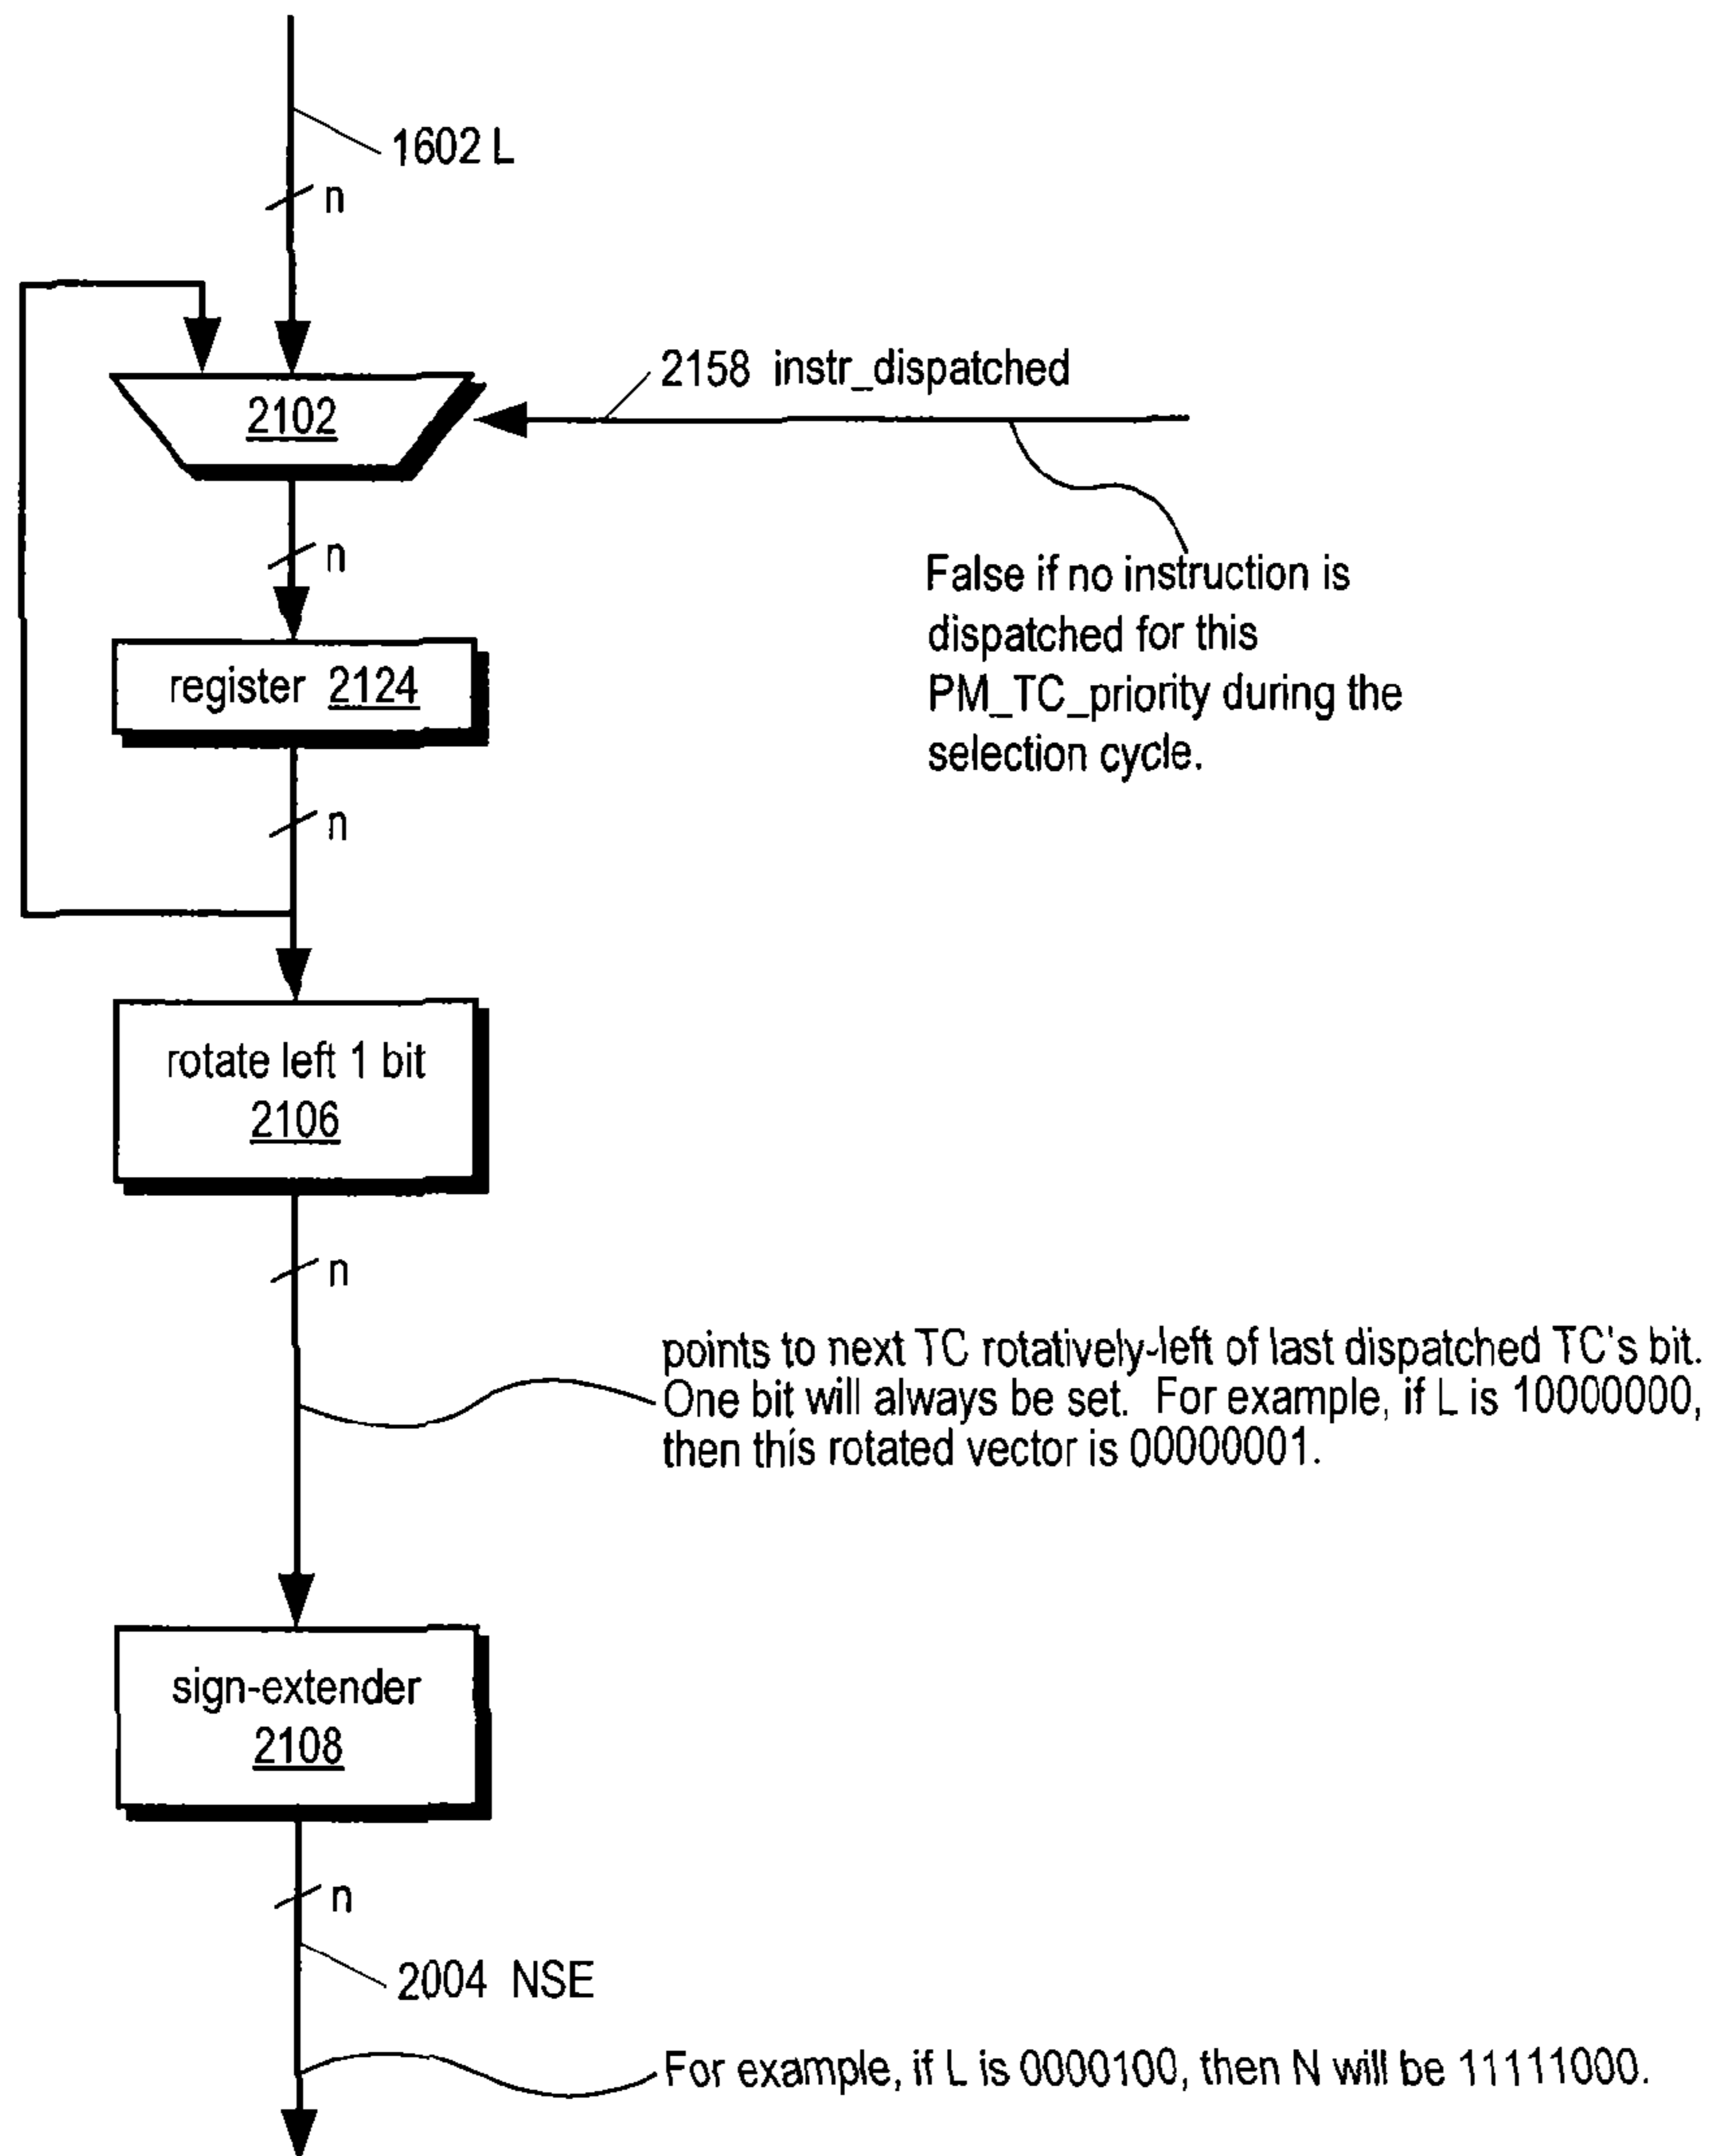 1602 L
n
2158 instr_dispatched
2102
n
False if no instruction is
dispatched for this
PM_TC_priority during the
selection cycle.
register 2124
n
rotate left 1 bit
2106
n
points to next TC rotatively-left of last dispatched TC's bit.
One bit will always be set. For example, if L is 10000000,
then this rotated vector is 00000001.
sign-extender
2108
n
2004 NSE
For example, if L is 0000100, then N will be 11111000.